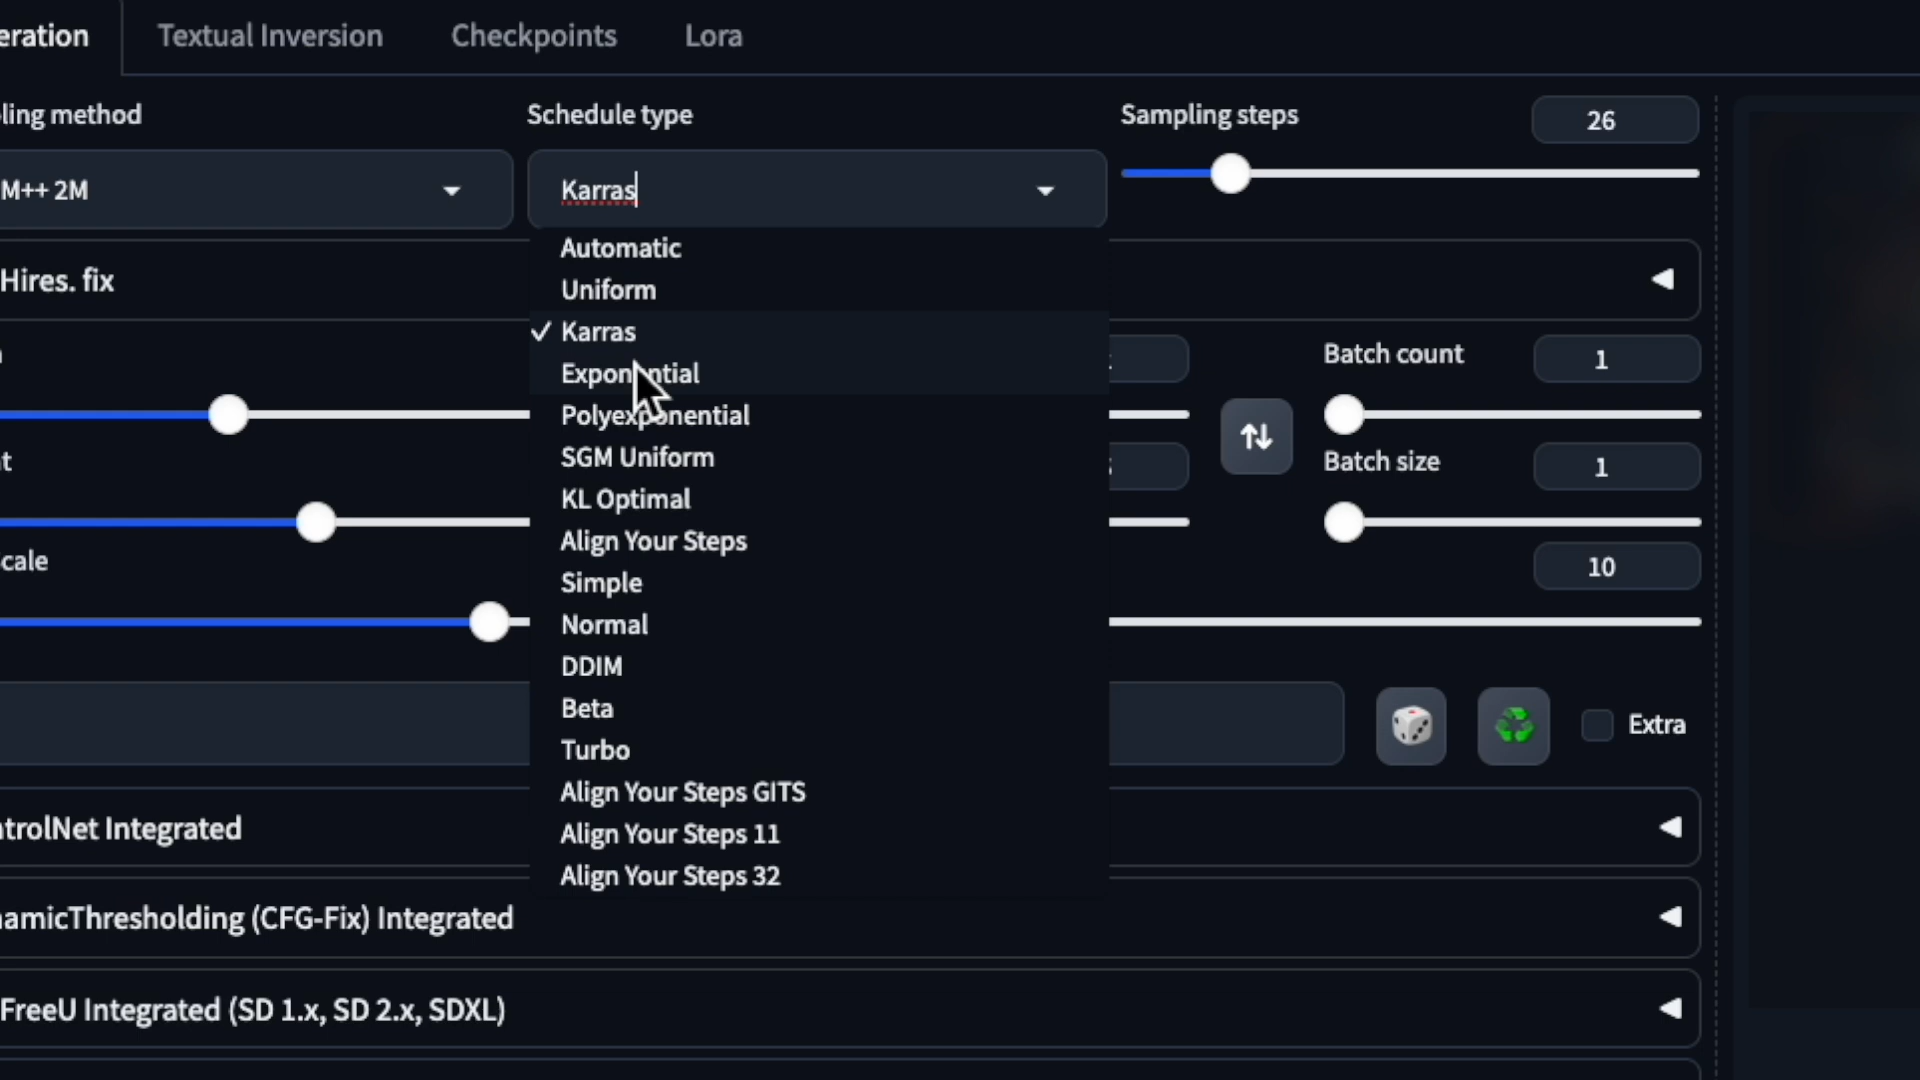 eration Textual Inversion Checkpoints Lora
ling method Schedule type Sampling steps 26
M++ 2M Karras
Automatic
Hires. fix Uniform
Karras
Batch count 1
Exponential
Polyexponential
SGM Uniform Batch size 1
KL Optimal
Align Your Steps
cale 10
Simple
Normal
DDIM
Beta
Extra
Turbo
Align Your Steps GITS
ntrolNet Integrated Align Your Steps 11
Align Your Steps 32
namicThresholding (CFG-Fix) Integrated
FreeU Integrated (SD 1.x, SD 2.x, SDXL)